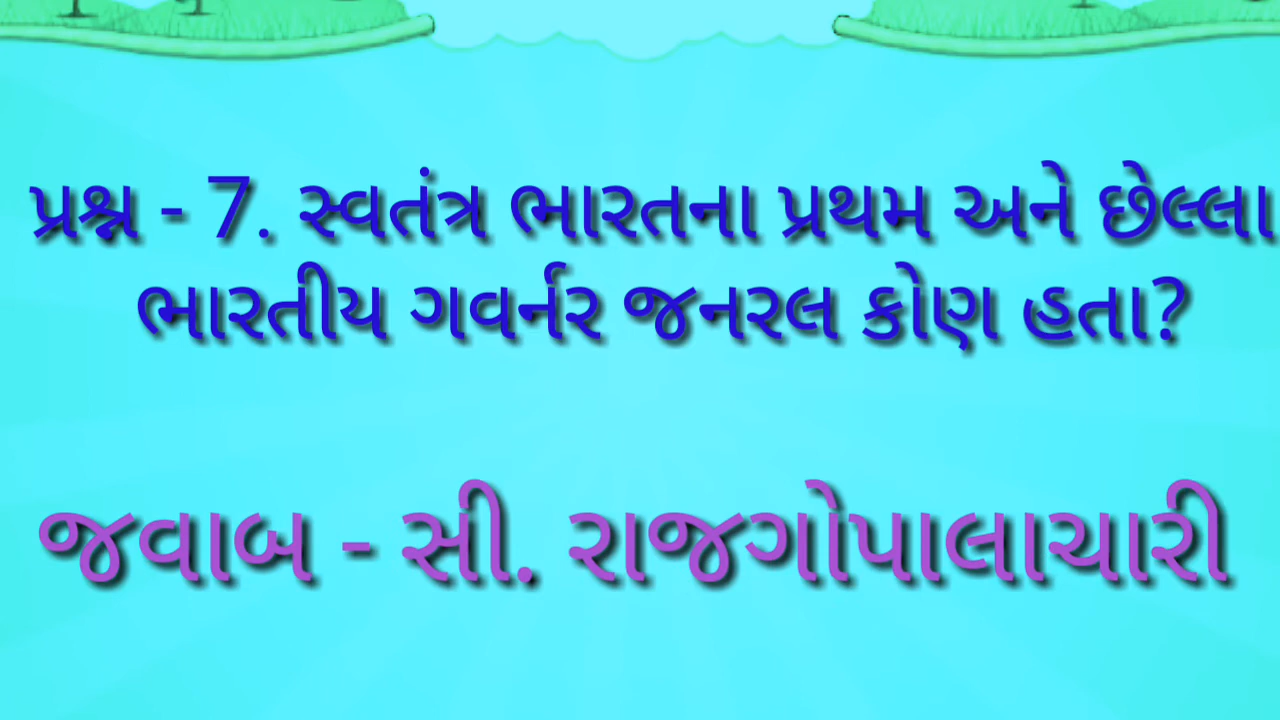 પ્રશ્ન - 7. સ્વતંત્ર ભારતના પ્રથમ અને છેલ્લા
ભારતીય ગવર્નર જનરલ કોણ હતા?
જવાબ - સી. રાજગોપાલાચારી